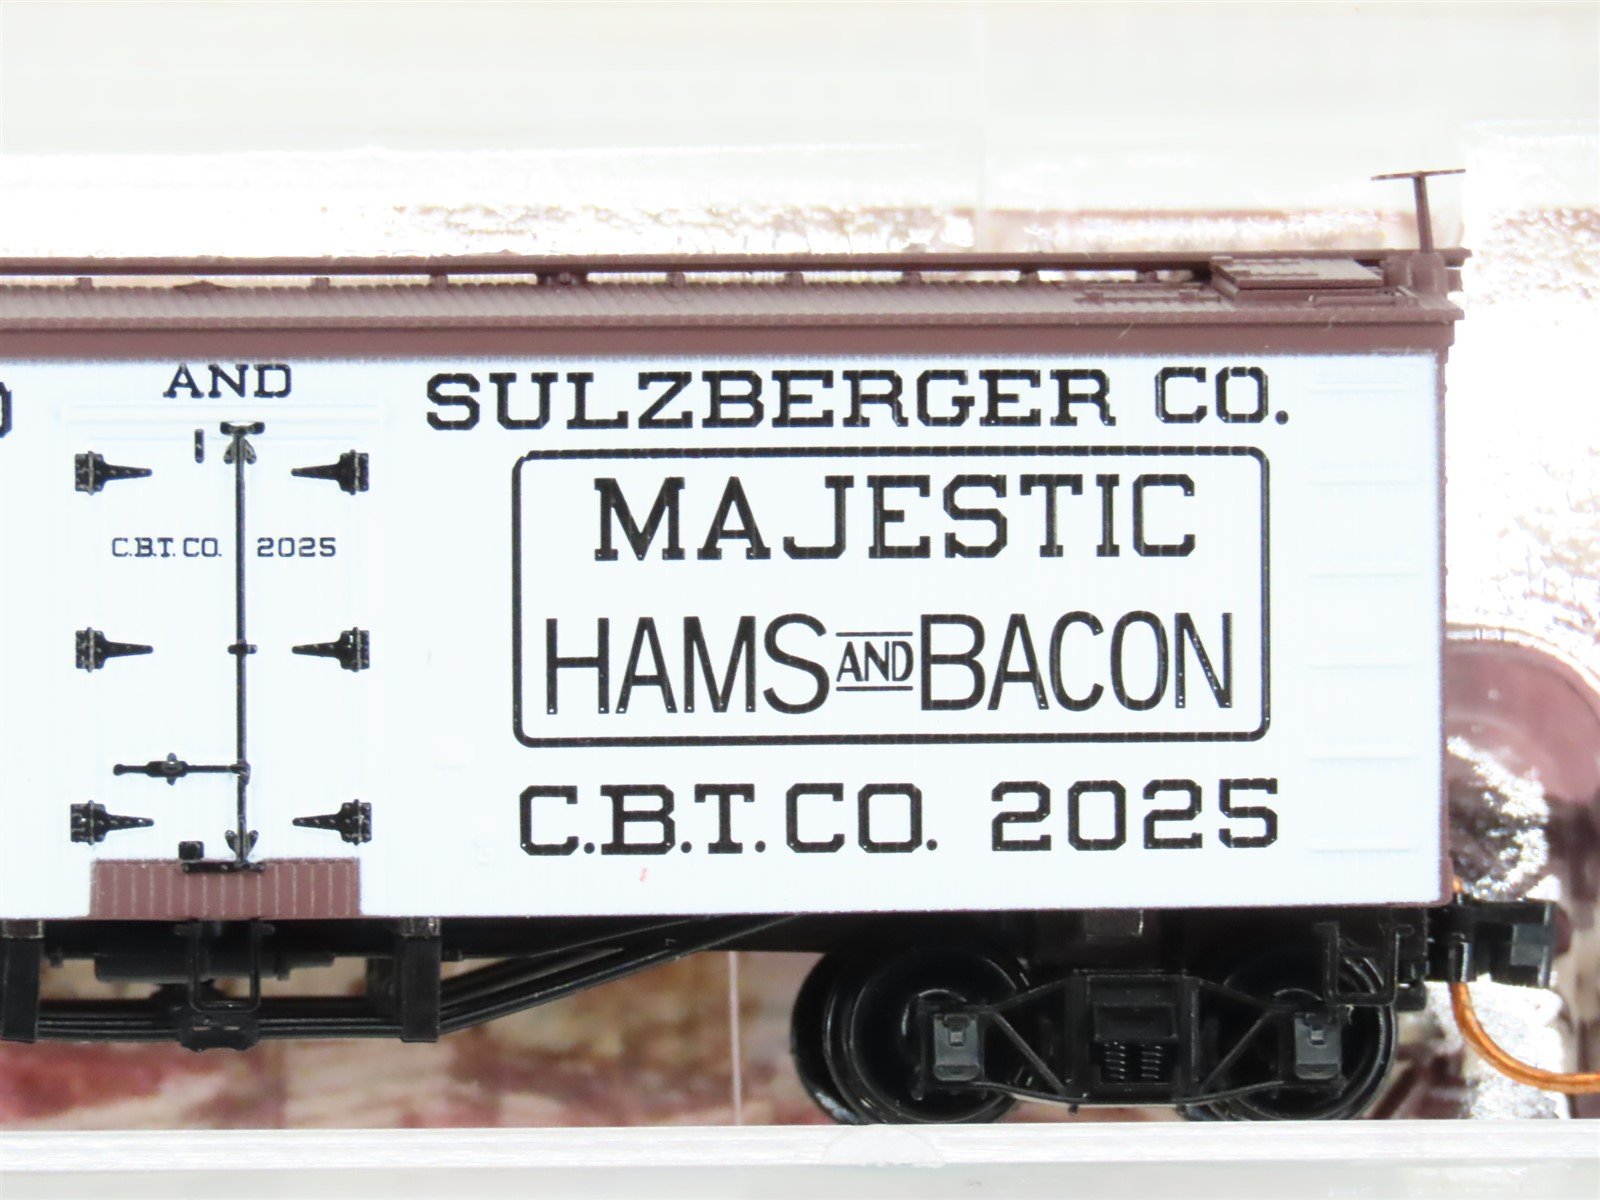 AND
SULZBERGER CO.
MAJESTIC
HAMS AND BACON
C.B.T. CO. 2025
C.B.T. CO. 2025